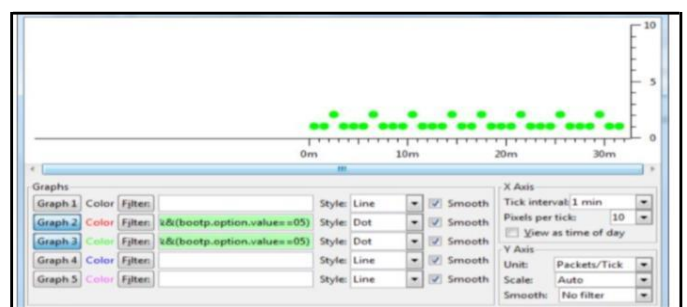 10
5
0
0m 10m 20m 30m
Graphs
Graph 1 Color Filter: Style: Line Smooth
Graph 2 Color Filter: &(bootp.option.value==05) Style: Dot Smooth
Graph 3 Color Filter: &(bootp.option.value==05) Style: Dot Smooth
Graph 4 Color Filter: Style: Line Smooth
Graph 5 Color Filter: Style: Line Smooth
X Axis
Tick interval: 1 min
Pixels per tick: 10
View as time of day
Y Axis
Unit: Packets/Tick
Scale: Auto
Smooth: No filter